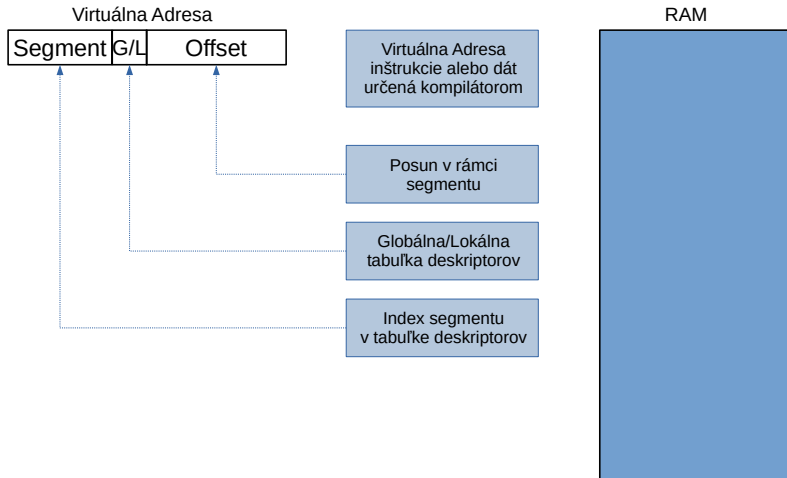 Virtuálna Adresa
RAM
Segment G/L Offset
Virtuálna Adresa
inštrukcie alebo dát
určená kompilátorom
Posun v rámci
segmentu
Globálna/Lokálna
tabuľka deskriptorov
Index segmentu
v tabuľke deskriptorov